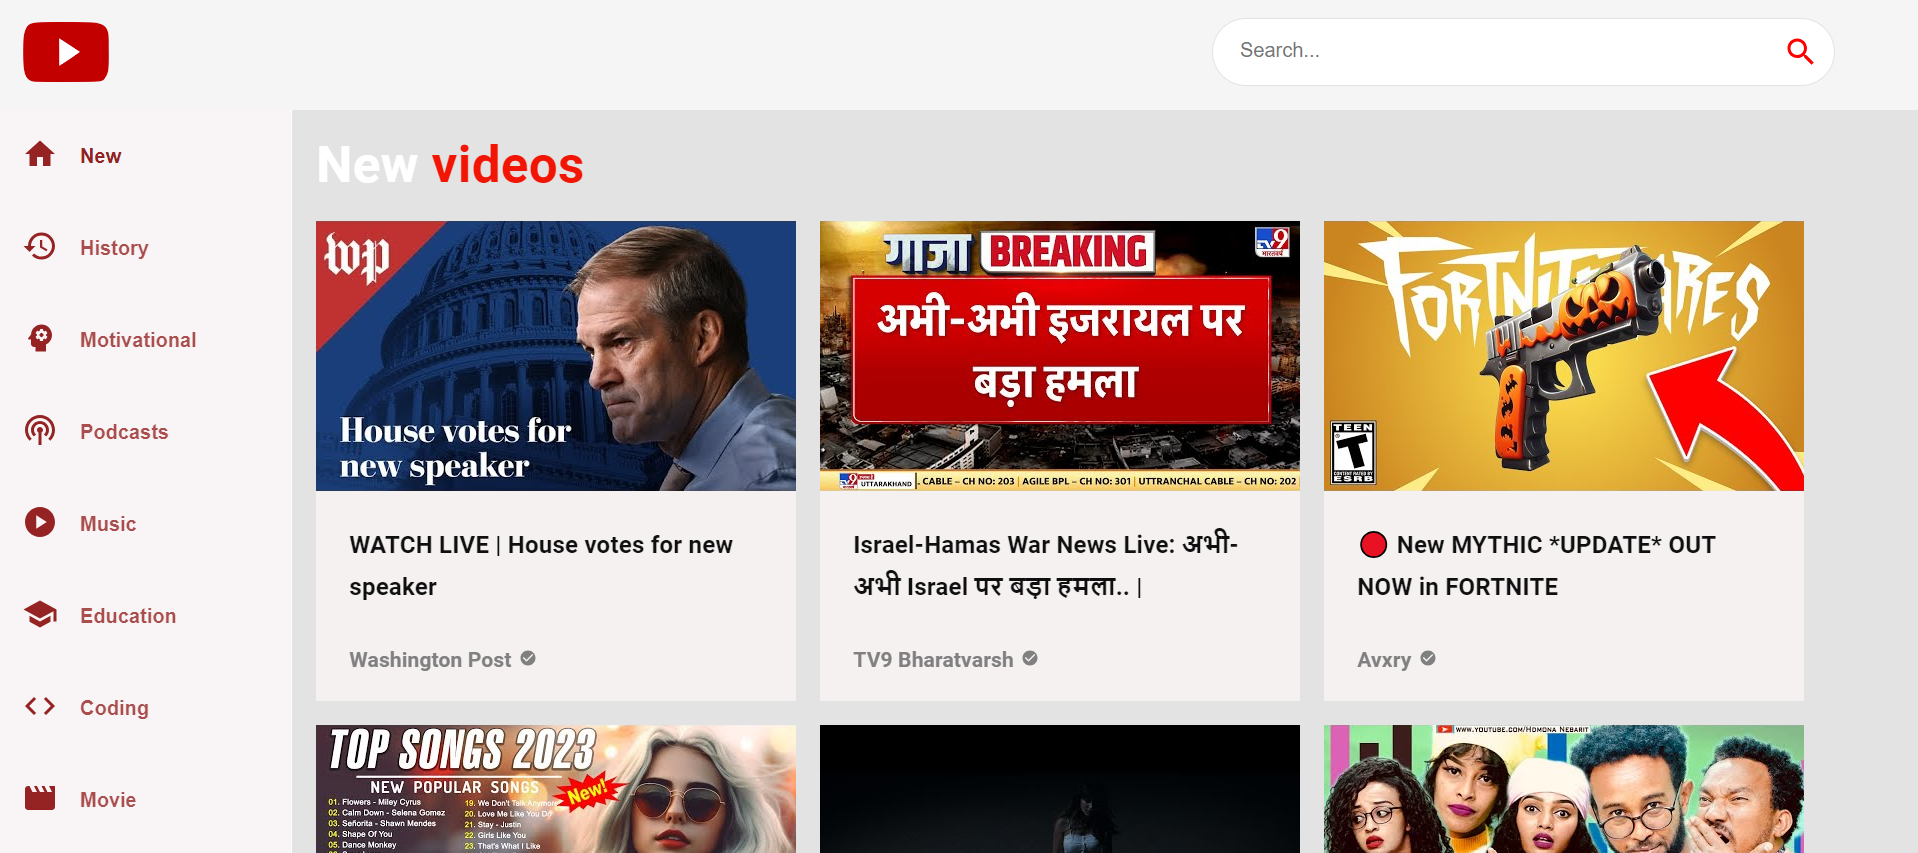 Search...
New
History
Motivational
Podcasts
Music
Education
Coding
Movie
New videos
wp
House votes for
new speaker
WATCH LIVE | House votes for new
speaker
Washington Post
गाजा BREAKING
TV9
भारतवर्ष
अभी-अभी इजरायल पर
बड़ा हमला
UTTARAKHAND
. CABLE – CH NO: 203 | AGILE BPL – CH NO: 301 | UTTRANCHAL CABLE – CH NO: 202
Israel-Hamas War News Live: अभी-
अभी Israel पर बड़ा हमला.. |
TV9 Bharatvarsh
TEEN
T
CONTENT RATED BY
ESRB
🔴 New MYTHIC *UPDATE* OUT
NOW in FORTNITE
Avxry
TOP SONGS 2023
NEW POPULAR SONGS
New!
01. Flowers - Miley Cyrus
02. Calm Down - Selena Gomez
03. Señorita - Shawn Mendes
04. Shape Of You
05. Dance Monkey
19. We Don't Talk Anymore
20. Love Me Like You Do
21. Stay - Justin
22. Girls Like You
23. That's What I Like
www.youtube.com/Homona Nebarit